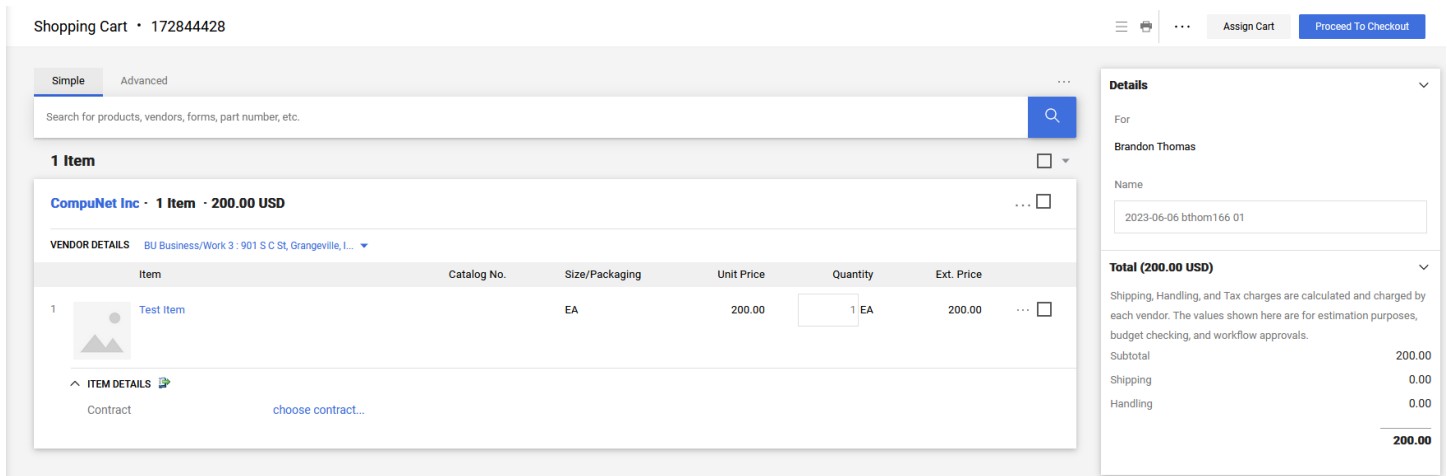 Shopping Cart • 172844428
Assign Cart
Proceed To Checkout
Simple
Advanced
Search for products, vendors, forms, part number, etc.
1 Item
CompuNet Inc · 1 Item · 200.00 USD
VENDOR DETAILS BU Business/Work 3 : 901 S C St, Grangeville, I...
Item Catalog No. Size/Packaging Unit Price Quantity Ext. Price
1 Test Item EA 200.00 1 EA 200.00
ITEM DETAILS
Contract choose contract...
Details
For
Brandon Thomas
Name
2023-06-06 bthom166 01
Total (200.00 USD)
Shipping, Handling, and Tax charges are calculated and charged by
each vendor. The values shown here are for estimation purposes,
budget checking, and workflow approvals.
Subtotal 200.00
Shipping 0.00
Handling 0.00
200.00